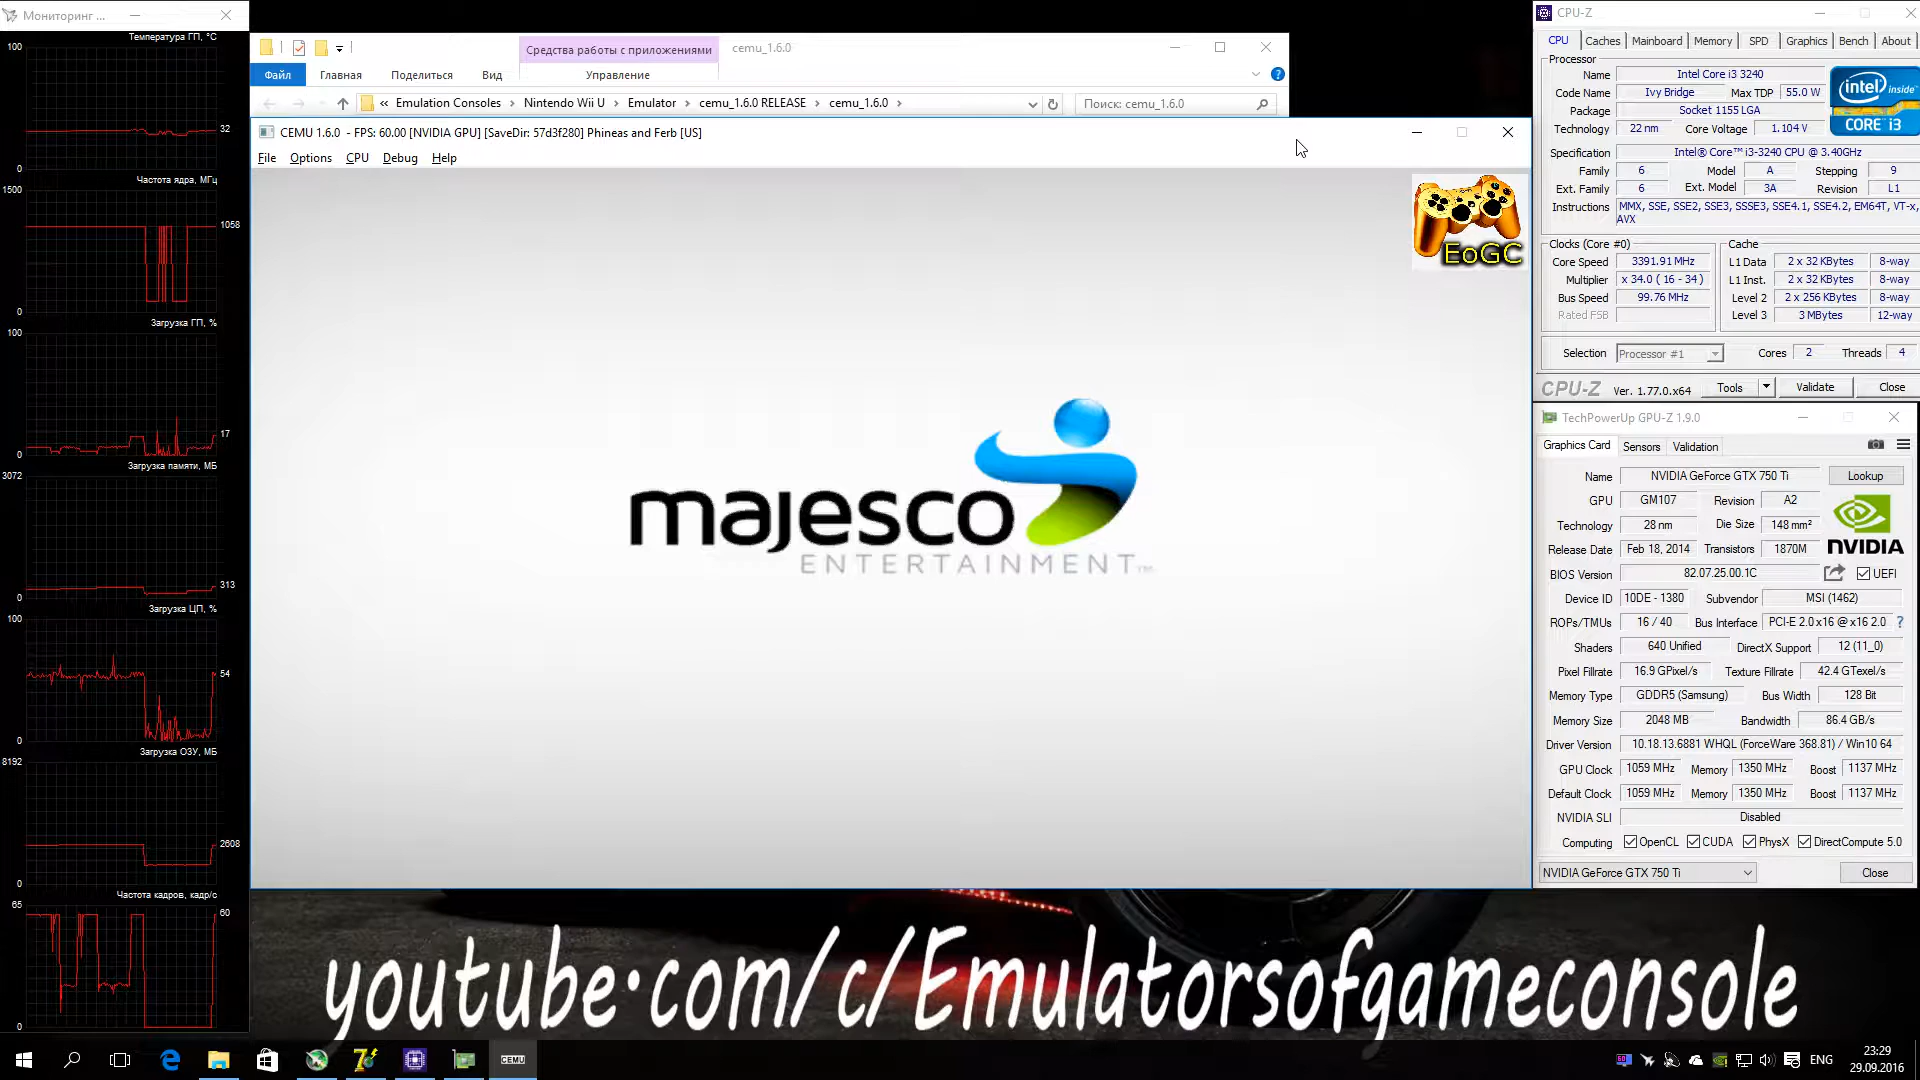 Мониторинг ...
Температура ГП, °C
100
32
0
Частота ядра, МГц
1500
1058
0
Загрузка ГП, %
100
17
0
Загрузка памяти, МБ
3072
313
0
Загрузка ЦП, %
100
54
0
Загрузка ОЗУ, МБ
8192
2608
0
Частота кадров, кадр/с
65
60
0
Средства работы с приложениями
cemu_1.6.0
Файл Главная Поделиться Вид Управление
« Emulation Consoles › Nintendo Wii U › Emulator › cemu_1.6.0 RELEASE › cemu_1.6.0 ›
Поиск: cemu_1.6.0
CEMU 1.6.0 - FPS: 60.00 [NVIDIA GPU] [SaveDir: 57d3f280] Phineas and Ferb [US]
File Options CPU Debug Help
EoGC
majesco
ENTERTAINMENT™
CPU-Z
CPU Caches Mainboard Memory SPD Graphics Bench About
Processor
Name Intel Core i3 3240
Code Name Ivy Bridge Max TDP 55.0 W
Package Socket 1155 LGA
Technology 22 nm Core Voltage 1.104 V
intel inside™
CORE i3
Specification Intel® Core™ i3-3240 CPU @ 3.40GHz
Family 6 Model A Stepping 9
Ext. Family 6 Ext. Model 3A Revision L1
Instructions MMX, SSE, SSE2, SSE3, SSSE3, SSE4.1, SSE4.2, EM64T, VT-x,
AVX
Clocks (Core #0)
Core Speed 3391.91 MHz
Multiplier x 34.0 ( 16 - 34 )
Bus Speed 99.76 MHz
Rated FSB
Cache
L1 Data 2 x 32 KBytes 8-way
L1 Inst. 2 x 32 KBytes 8-way
Level 2 2 x 256 KBytes 8-way
Level 3 3 MBytes 12-way
Selection Processor #1 Cores 2 Threads 4
CPU-Z Ver. 1.77.0.x64 Tools Validate Close
TechPowerUp GPU-Z 1.9.0
Graphics Card Sensors Validation
Name NVIDIA GeForce GTX 750 Ti Lookup
GPU GM107 Revision A2
Technology 28 nm Die Size 148 mm²
Release Date Feb 18, 2014 Transistors 1870M
NVIDIA
BIOS Version 82.07.25.00.1C UEFI
Device ID 10DE - 1380 Subvendor MSI (1462)
ROPs/TMUs 16 / 40 Bus Interface PCI-E 2.0 x16 @ x16 2.0 ?
Shaders 640 Unified DirectX Support 12 (11_0)
Pixel Fillrate 16.9 GPixel/s Texture Fillrate 42.4 GTexel/s
Memory Type GDDR5 (Samsung) Bus Width 128 Bit
Memory Size 2048 MB Bandwidth 86.4 GB/s
Driver Version 10.18.13.6881 WHQL (ForceWare 368.81) / Win10 64
GPU Clock 1059 MHz Memory 1350 MHz Boost 1137 MHz
Default Clock 1059 MHz Memory 1350 MHz Boost 1137 MHz
NVIDIA SLI Disabled
Computing OpenCL CUDA PhysX DirectCompute 5.0
NVIDIA GeForce GTX 750 Ti Close
youtube.com/c/Emulatorsofgameconsole
CEMU
60
ENG
23:29
29.09.2016